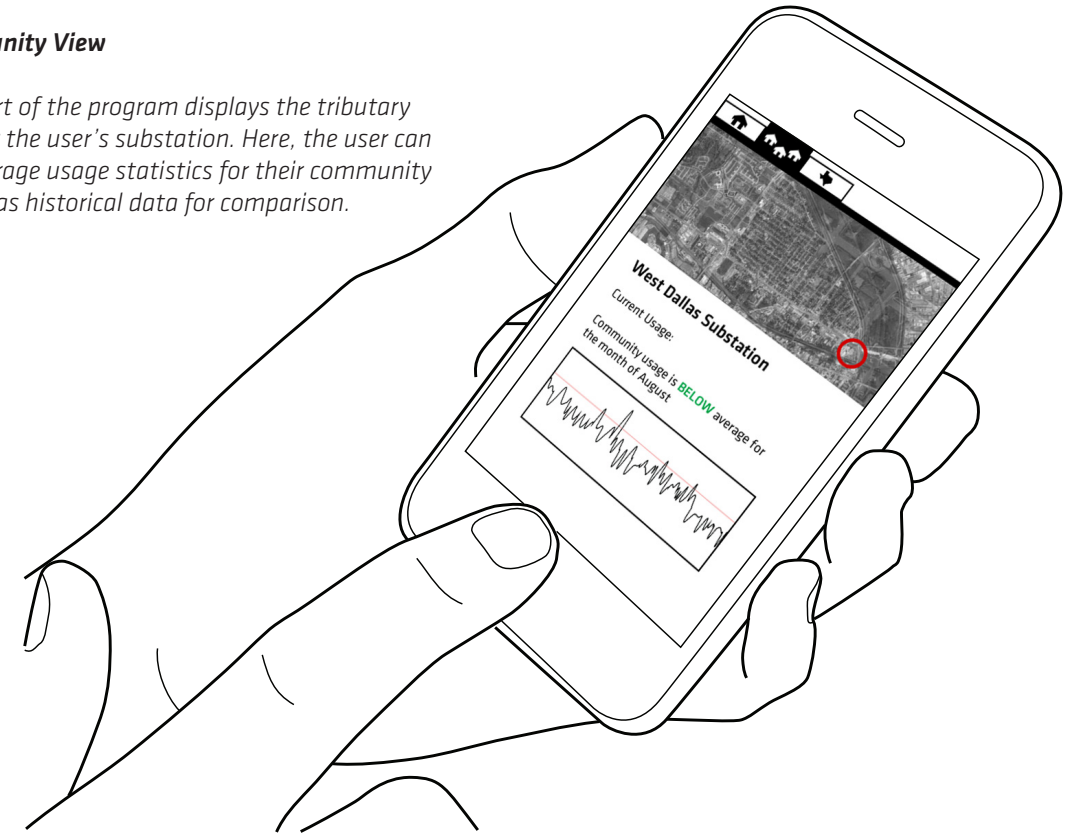 unity View
rt of the program displays the tributary
the user's substation. Here, the user can
rage usage statistics for their community
as historical data for comparison.
West Dallas Substation
Current Usage:
Community usage is BELOW average for
the month of August